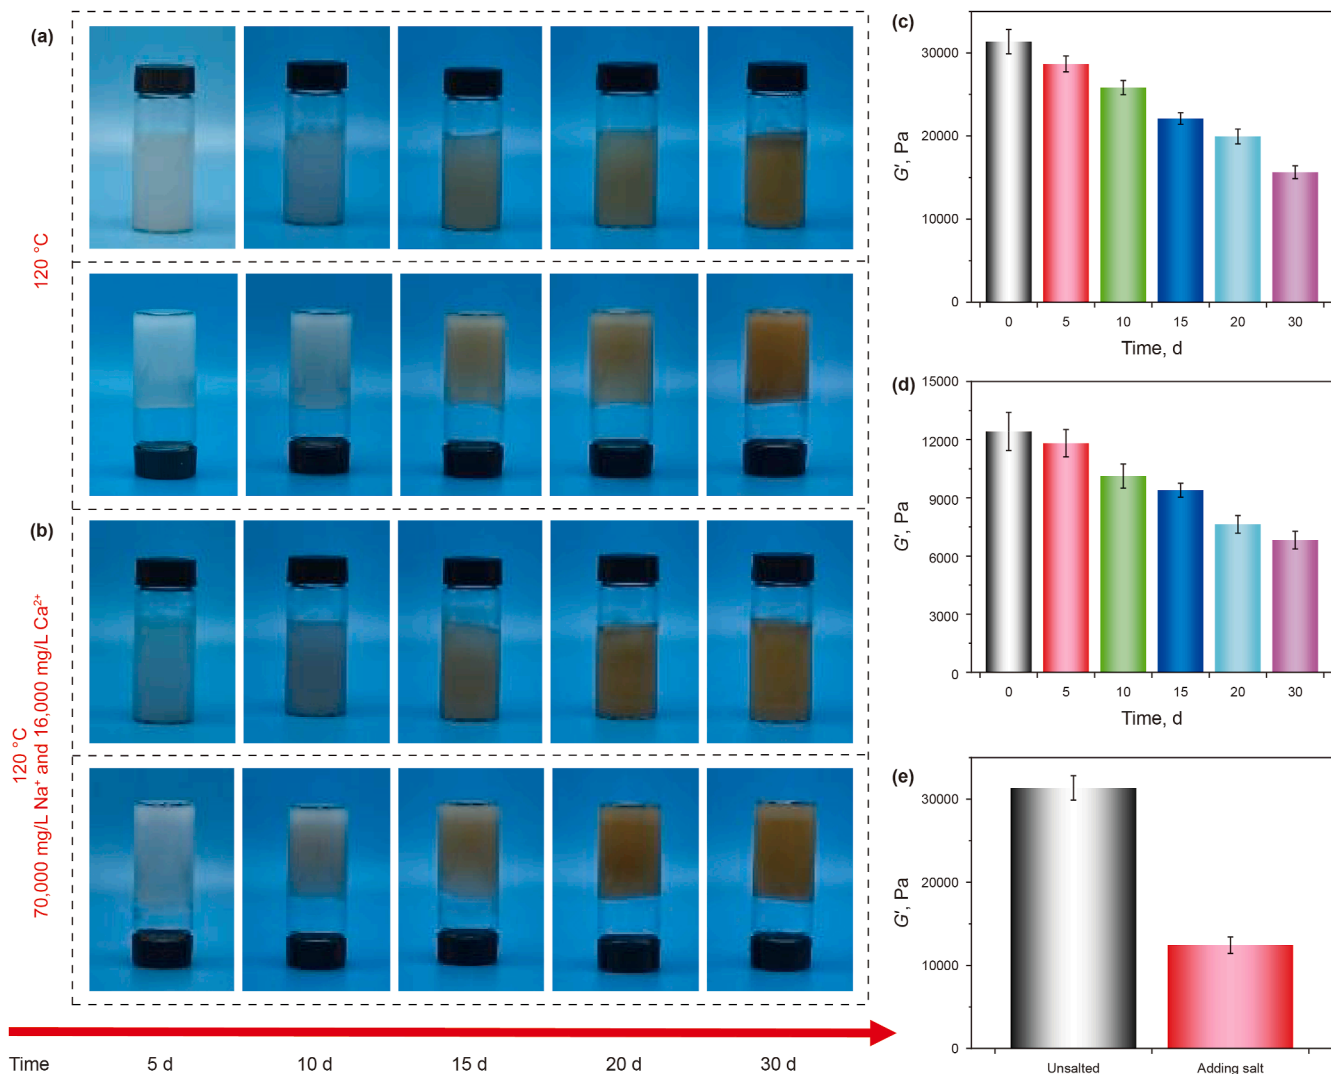 (a)
120 °C
(b)
120 °C
70,000 mg/L Na⁺ and 16,000 mg/L Ca²⁺
Time
5 d
10 d
15 d
20 d
30 d
(c)
30000
20000
10000
0
G′, Pa
0
5
10
15
20
30
Time, d
(d)
15000
12000
9000
6000
3000
0
G′, Pa
0
5
10
15
20
30
Time, d
(e)
30000
20000
10000
0
G′, Pa
Unsalted
Adding salt